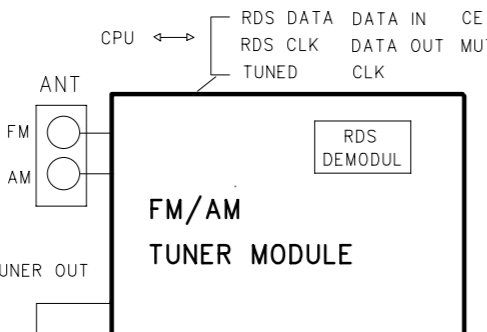 RDS DATA DATA IN CE
CPU RDS CLK DATA OUT
TUNED CLK
ANT
FM
AM
RDS
DEMODUL
FM/AM
TUNER MODULE
OUT